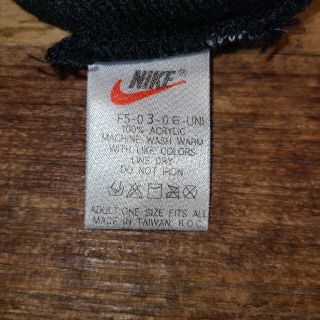 NIKE ®
FS-03-06-UNI
100% ACRYLIC
MACHINE WASH WARM
WITH LIKE COLORS
LINE DRY
DO NOT IRON
ADULT:ONE SIZE FITS ALL
MADE IN TAIWAN, R.O.C.